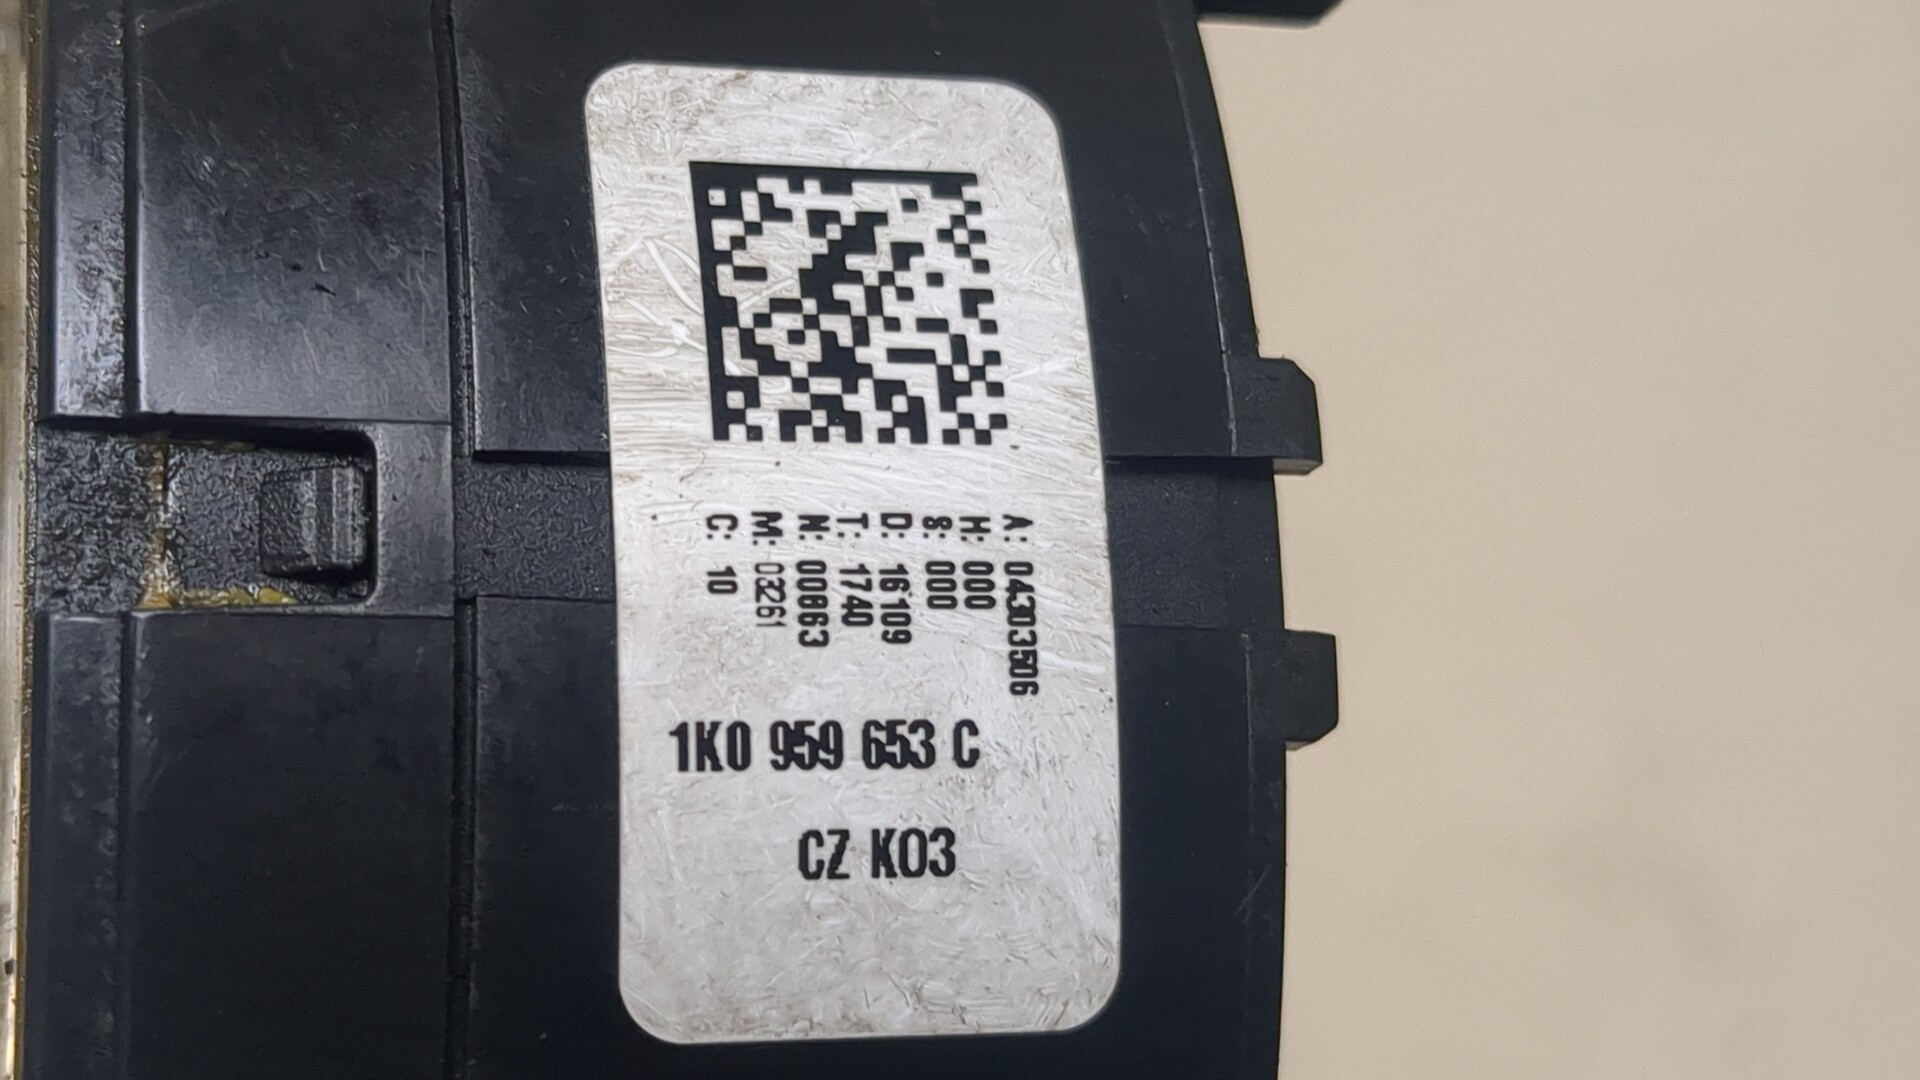 A: 04303506
H: 000
S: 000
D: 16109
T: 1740
N: 00863
M: 03261
C: 10
1K0 959 653 C
CZ K03